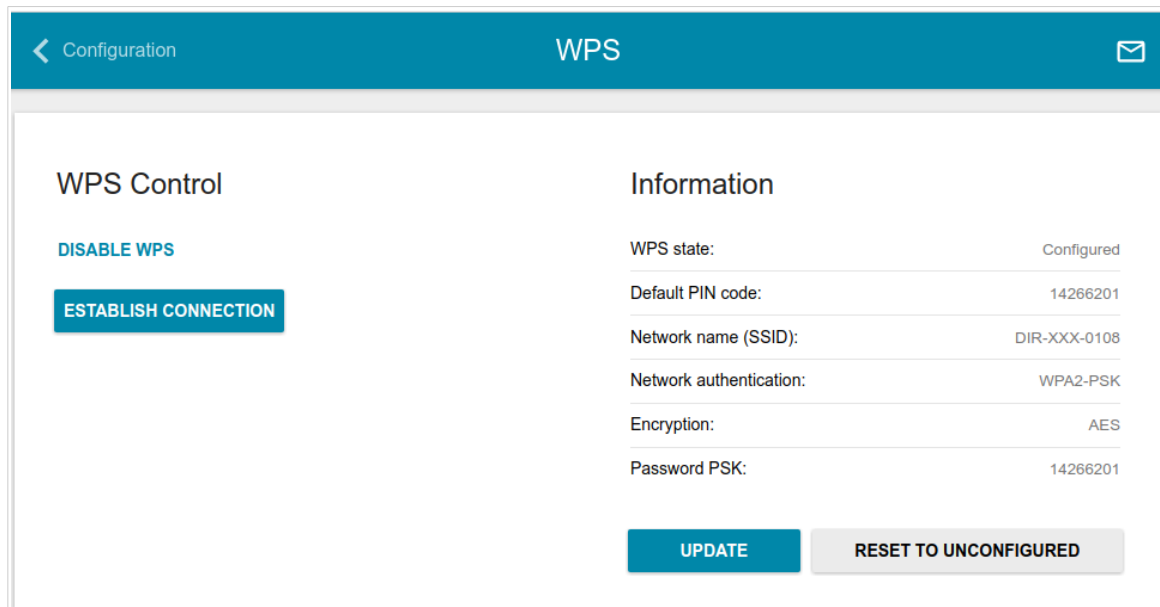 Configuration
WPS
WPS Control
DISABLE WPS
ESTABLISH CONNECTION
Information
WPS state: Configured
Default PIN code: 14266201
Network name (SSID): DIR-XXX-0108
Network authentication: WPA2-PSK
Encryption: AES
Password PSK: 14266201
UPDATE RESET TO UNCONFIGURED